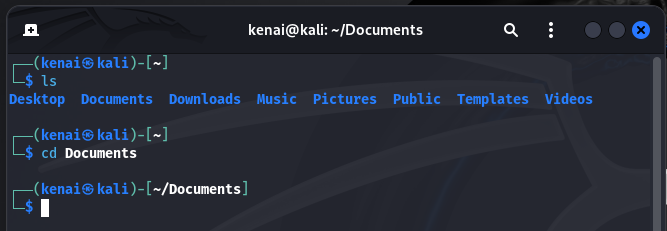 kenai@kali: ~/Documents
┌──(kenai㉿kali)-[~]
└─$ ls
Desktop  Documents  Downloads  Music  Pictures  Public  Templates  Videos
┌──(kenai㉿kali)-[~]
└─$ cd Documents
┌──(kenai㉿kali)-[~/Documents]
└─$